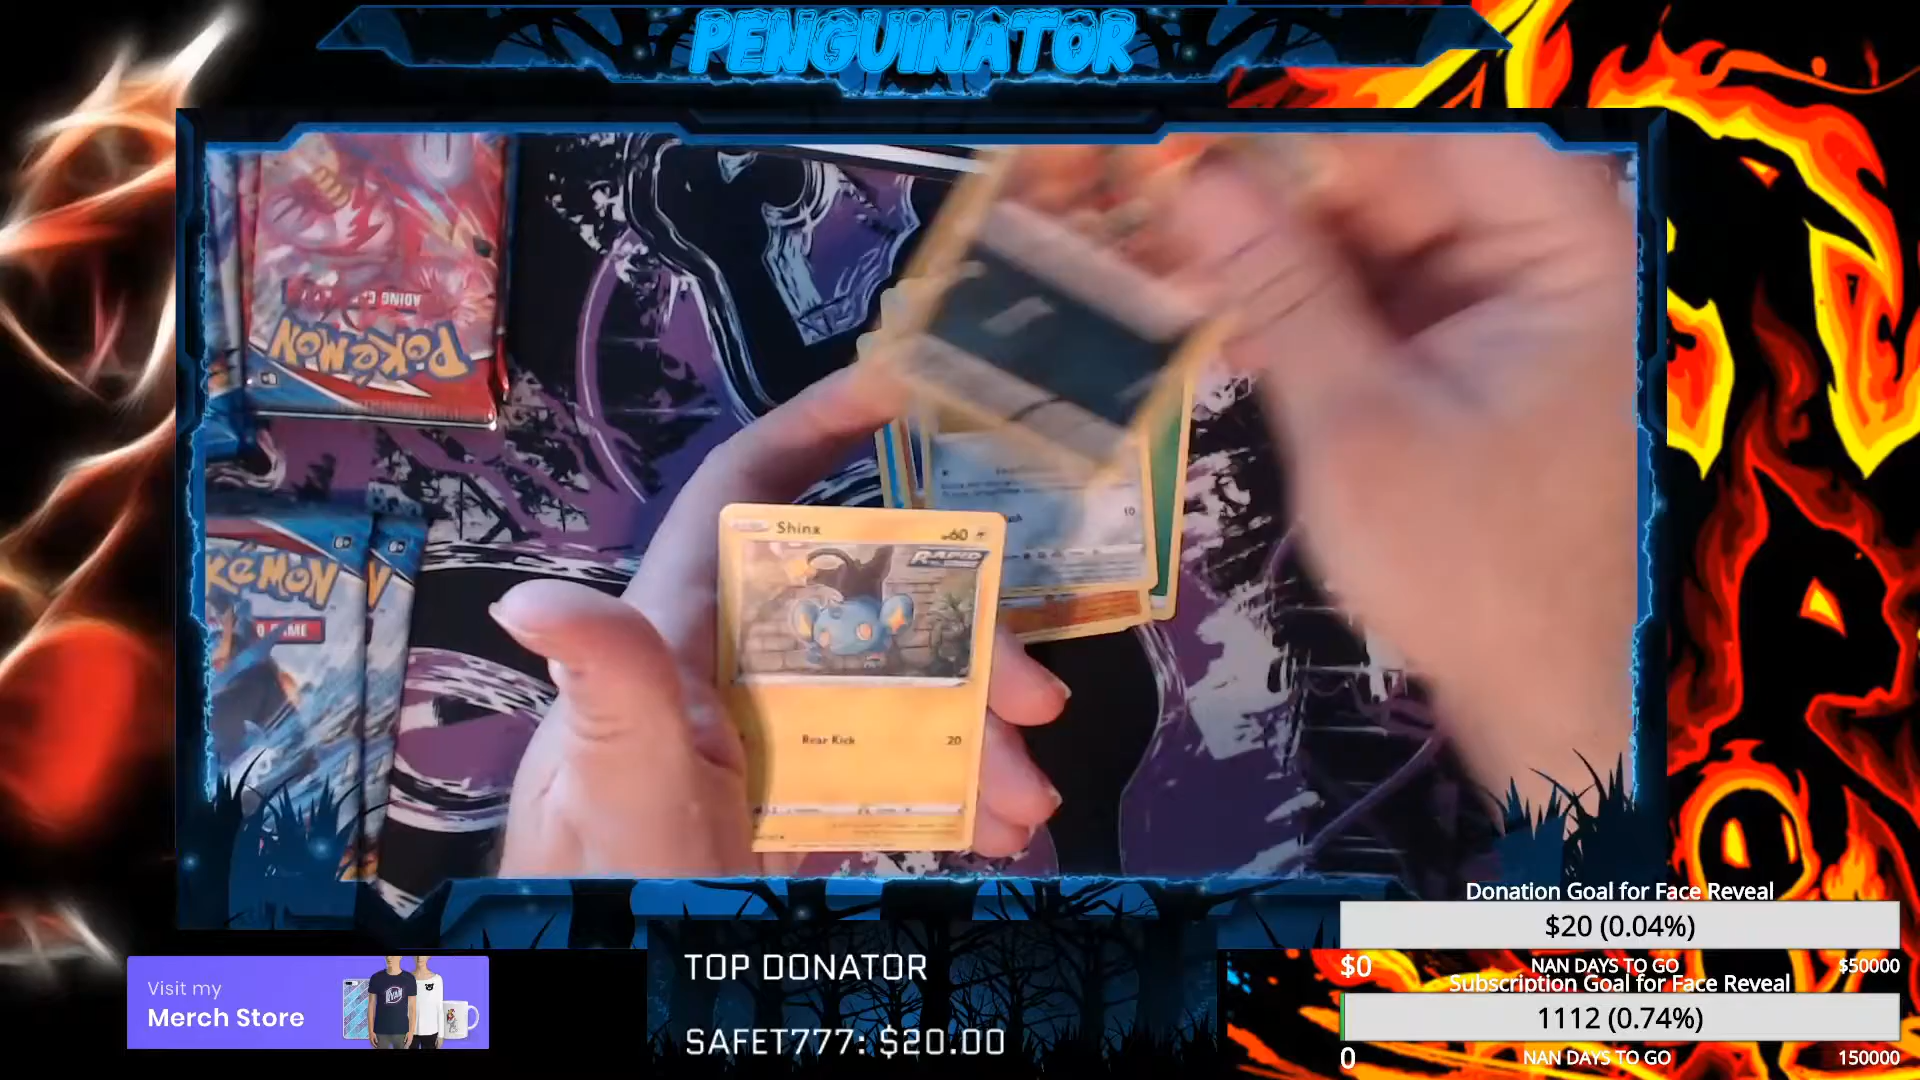 PENGUINATOR
POKÉMON
KÉMON
Shinx
60
RAPID
Rear Kick
20
10
Visit my
Merch Store
TOP DONATOR
SAFET777: $20.00
Donation Goal for Face Reveal
$20 (0.04%)
$0
NAN DAYS TO GO
$50000
Subscription Goal for Face Reveal
1112 (0.74%)
0
NAN DAYS TO GO
150000